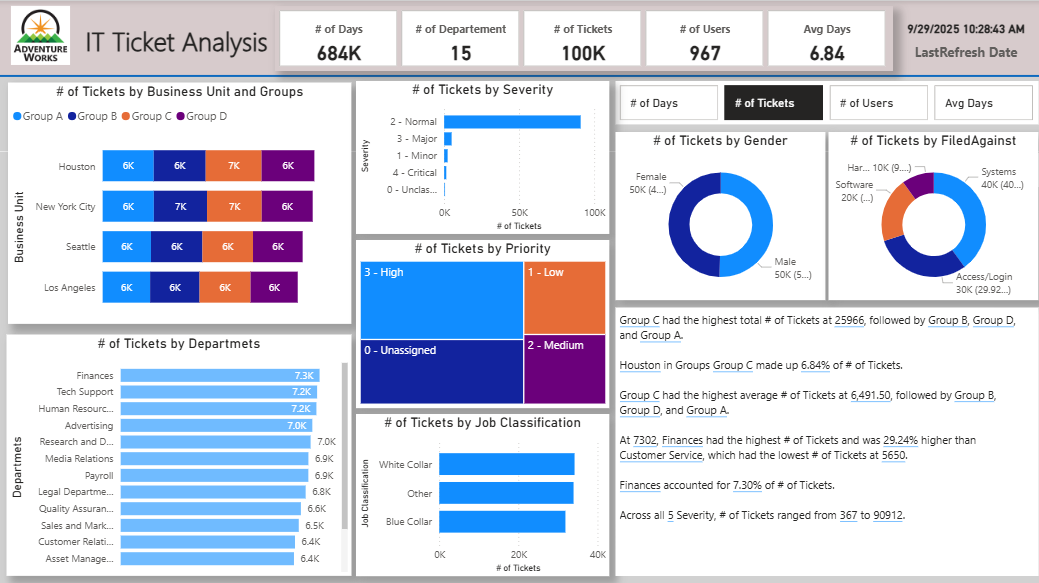 ADVENTURE
WORKS
IT Ticket Analysis
# of Days
684K
# of Departement
15
# of Tickets
100K
# of Users
967
Avg Days
6.84
9/29/2025 10:28:43 AM
LastRefresh Date
# of Tickets by Business Unit and Groups
Group A Group B Group C Group D
Business Unit
Houston 6K 6K 7K 6K
New York City 6K 7K 7K 6K
Seattle 6K 6K 6K 6K
Los Angeles 6K 6K 6K 6K
# of Tickets by Departmets
Departmets
Finances 7.3K
Tech Support 7.2K
Human Resourc... 7.2K
Advertising 7.0K
Research and D... 7.0K
Media Relations 6.9K
Payroll 6.9K
Legal Departme... 6.8K
Quality Assuran... 6.6K
Sales and Mark... 6.5K
Customer Relati... 6.4K
Asset Manage... 6.4K
# of Tickets by Severity
Severity
2 - Normal
3 - Major
1 - Minor
4 - Critical
0 - Unclas...
0K 50K 100K
# of Tickets
# of Tickets by Priority
3 - High
1 - Low
0 - Unassigned
2 - Medium
# of Tickets by Job Classification
Job Classification
White Collar
Other
Blue Collar
0K 20K 40K
# of Tickets
# of Days
# of Tickets
# of Users
Avg Days
# of Tickets by Gender
Female
50K (4...)
Male
50K (5...)
# of Tickets by FiledAgainst
Har... 10K (9....)
Software
20K (...)
Systems
40K (40...)
Access/Login
30K (29.92...)
Group C had the highest total # of Tickets at 25966, followed by Group B, Group D,
and Group A.
Houston in Groups Group C made up 6.84% of # of Tickets.
Group C had the highest average # of Tickets at 6,491.50, followed by Group B,
Group D, and Group A.
At 7302, Finances had the highest # of Tickets and was 29.24% higher than
Customer Service, which had the lowest # of Tickets at 5650.
Finances accounted for 7.30% of # of Tickets.
Across all 5 Severity, # of Tickets ranged from 367 to 90912.